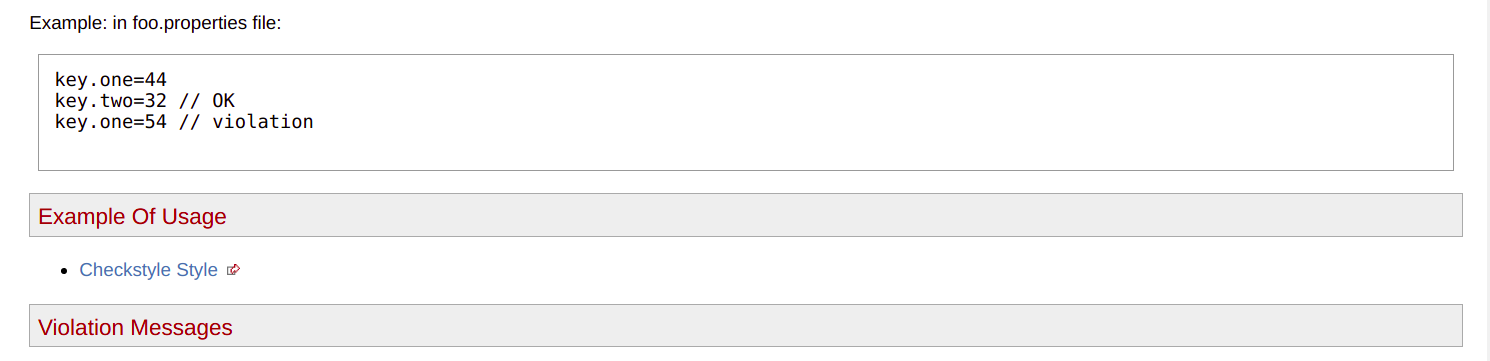 Example: in foo.properties file:
key.one=44
key.two=32 // OK
key.one=54 // violation
Example Of Usage
Checkstyle Style
Violation Messages